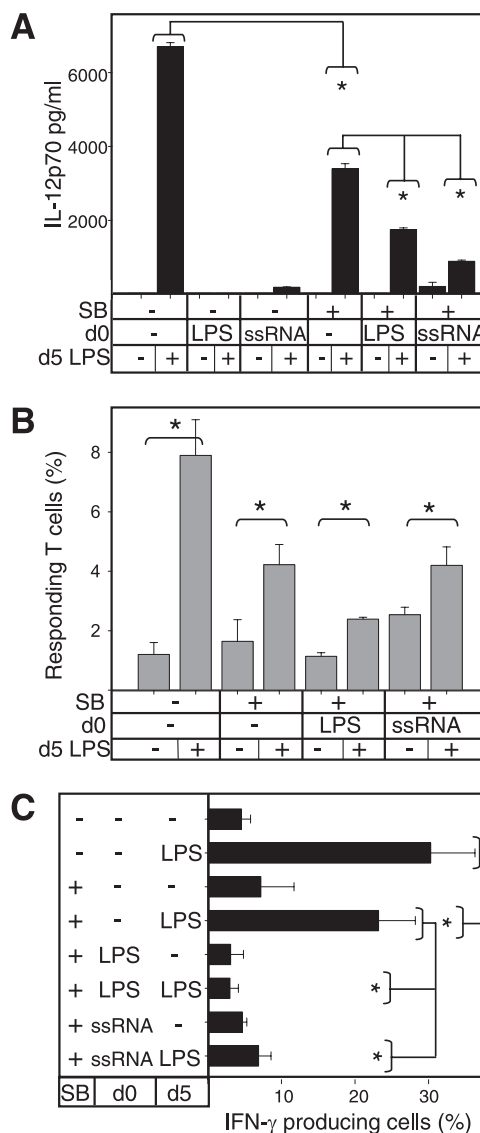 A
IL-12p70 pg/ml
6000
4000
2000
*
* *
SB - - - + + +
d0 - LPS ssRNA - LPS ssRNA
d5 LPS - + - + - + - + - + - +
B
Responding T cells (%)
8
6
4
2
* * * *
SB - + + +
d0 - - LPS ssRNA
d5 LPS - + - + - + - +
C
- - -
- - LPS
+ - -
+ - LPS * *
+ LPS -
+ LPS LPS *
+ ssRNA -
+ ssRNA LPS *
SB d0 d5
10 20 30
IFN-γ producing cells (%)